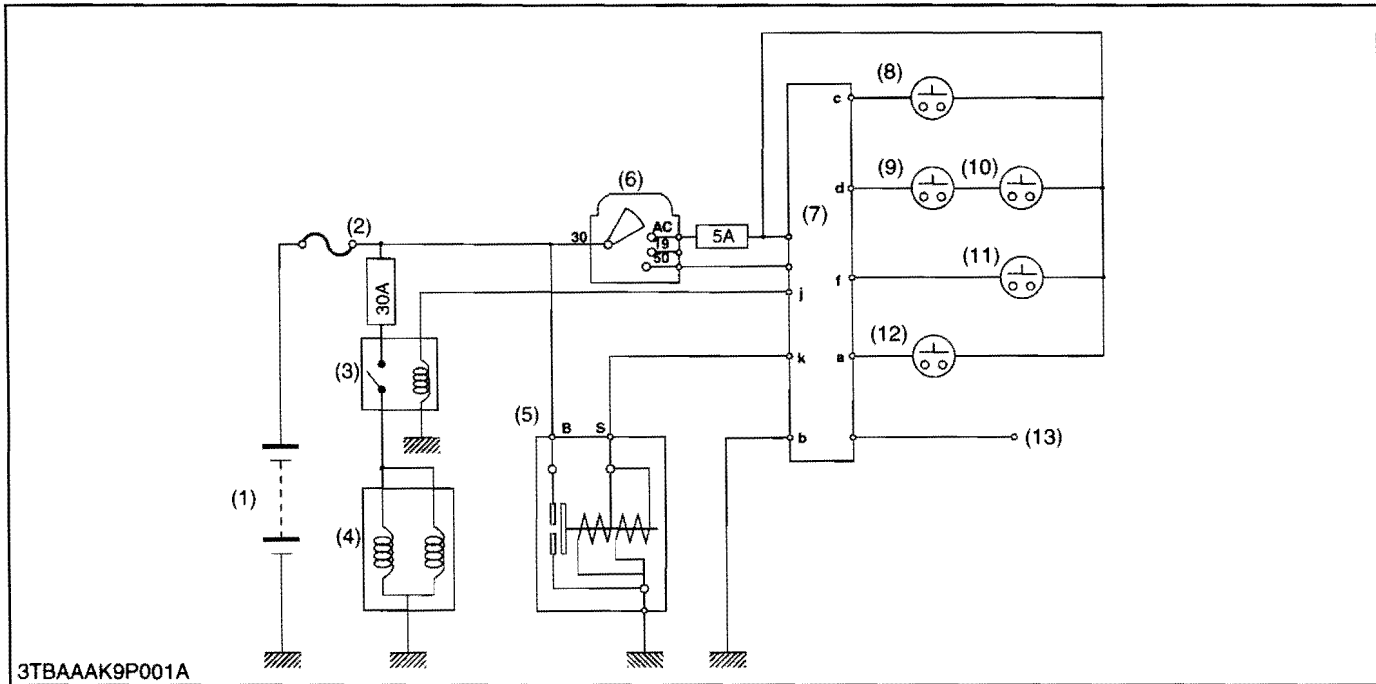 (8)
c
(9)
(10)
d
(6)
(7)
(2)
30
AC
19
50
5A
(11)
f
30A
j
(12)
(3)
k
a
(5)
B
S
b
(13)
(1)
(4)
3TBAAAK9P001A